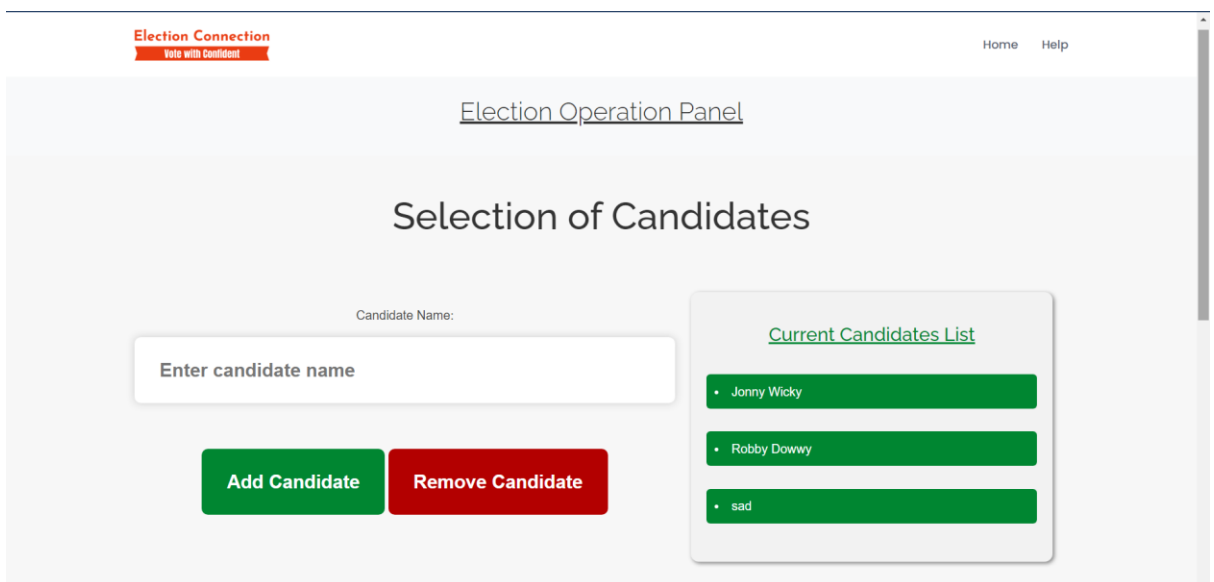 Election Connection
Vote with Confident
Home Help
Election Operation Panel
Selection of Candidates
Candidate Name:
Enter candidate name
Add Candidate Remove Candidate
Current Candidates List
• Jonny Wicky
• Robby Dowwy
• sad